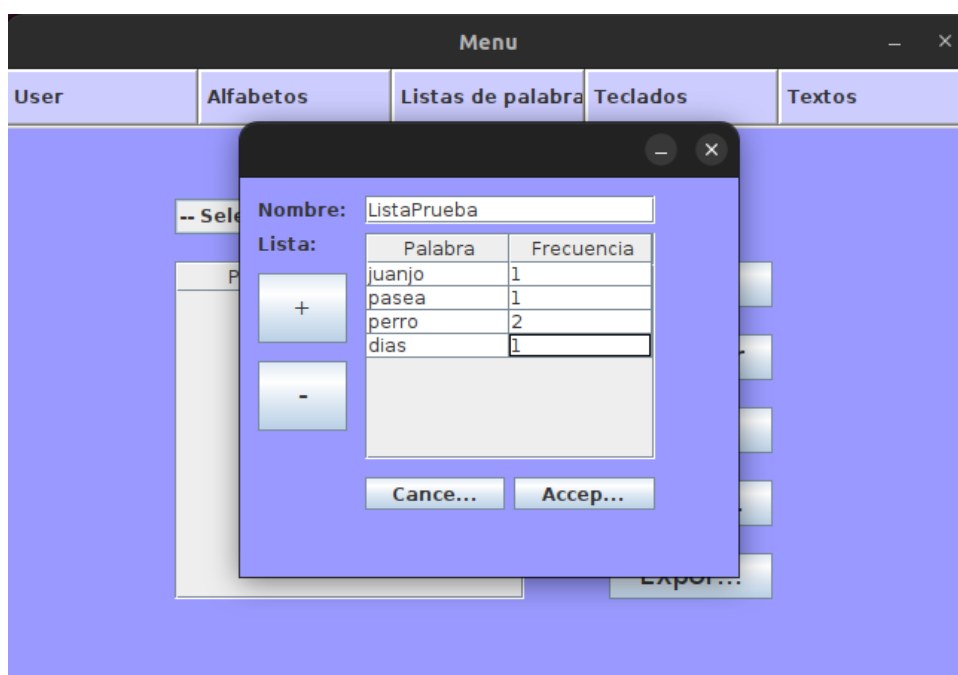 Menu
User Alfabetos Listas de palabra Teclados Textos
-- Sele
Nombre: ListaPrueba
Lista:
Palabra Frecuencia
P
juanjo 1
+
pasea 1
perro 2
dias 1
-
Cance... Accep...
Expor...